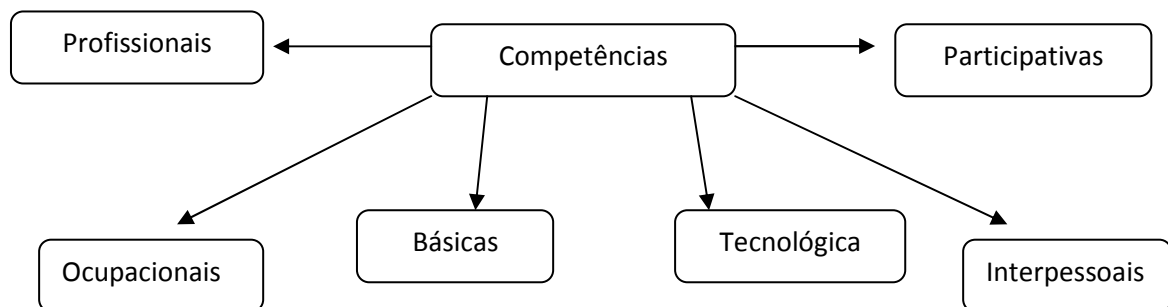 Profissionais
Competências
Participativas
Ocupacionais
Básicas
Tecnológica
Interpessoais